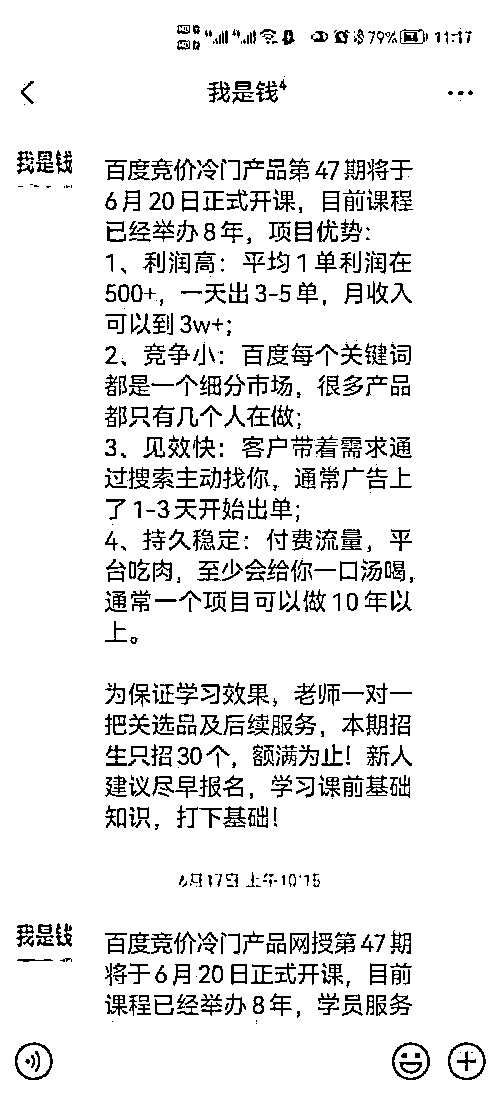 79% 11:17
我是钱4
我是钱
百度竞价冷门产品第47期将于
6月20日正式开课，目前课程
已经举办8年，项目优势：
1、利润高：平均1单利润在
500+，一天出3-5单，月收入
可以到3w+；
2、竞争小：百度每个关键词
都是一个细分市场，很多产品
都只有几个人在做；
3、见效快：客户带着需求通
过搜索主动找你，通常广告上
了1-3天开始出单；
4、持久稳定：付费流量，平
台吃肉，至少会给你一口汤喝，
通常一个项目可以做10年以
上。
为保证学习效果，老师一对一
把关选品及后续服务，本期招
生只招30个，额满为止！新人
建议尽早报名，学习课前基础
知识，打下基础！
6月17日 上午10:15
我是钱
百度竞价冷门产品网授第47期
将于6月20日正式开课，目前
课程已经举办8年，学员服务